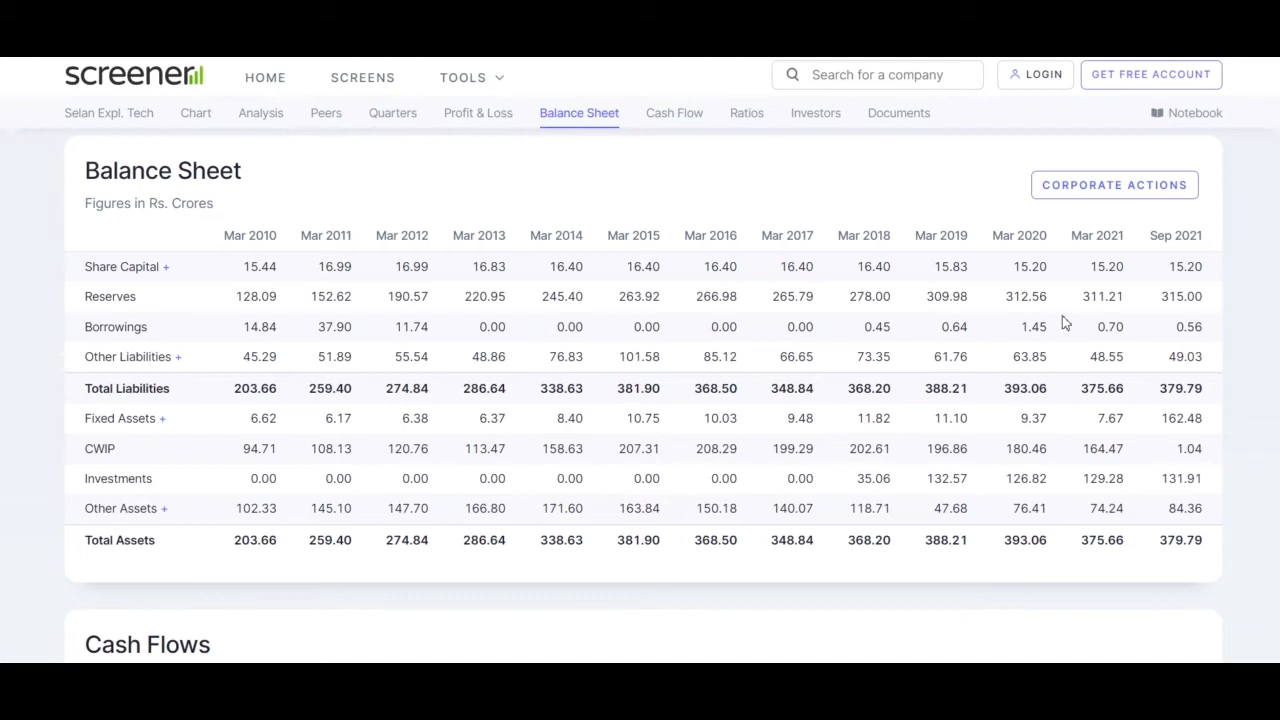 screener HOME SCREENS TOOLS Search for a company LOGIN GET FREE ACCOUNT
Selan Expl. Tech Chart Analysis Peers Quarters Profit & Loss Balance Sheet Cash Flow Ratios Investors Documents Notebook
Balance Sheet
CORPORATE ACTIONS
Figures in Rs. Crores
Mar 2010 Mar 2011 Mar 2012 Mar 2013 Mar 2014 Mar 2015 Mar 2016 Mar 2017 Mar 2018 Mar 2019 Mar 2020 Mar 2021 Sep 2021
Share Capital + 15.44 16.99 16.99 16.83 16.40 16.40 16.40 16.40 16.40 15.83 15.20 15.20 15.20
Reserves 128.09 152.62 190.57 220.95 245.40 263.92 266.98 265.79 278.00 309.98 312.56 311.21 315.00
Borrowings 14.84 37.90 11.74 0.00 0.00 0.00 0.00 0.00 0.45 0.64 1.45 0.70 0.56
Other Liabilities + 45.29 51.89 55.54 48.86 76.83 101.58 85.12 66.65 73.35 61.76 63.85 48.55 49.03
Total Liabilities 203.66 259.40 274.84 286.64 338.63 381.90 368.50 348.84 368.20 388.21 393.06 375.66 379.79
Fixed Assets + 6.62 6.17 6.38 6.37 8.40 10.75 10.03 9.48 11.82 11.10 9.37 7.67 162.48
CWIP 94.71 108.13 120.76 113.47 158.63 207.31 208.29 199.29 202.61 196.86 180.46 164.47 1.04
Investments 0.00 0.00 0.00 0.00 0.00 0.00 0.00 0.00 35.06 132.57 126.82 129.28 131.91
Other Assets + 102.33 145.10 147.70 166.80 171.60 163.84 150.18 140.07 118.71 47.68 76.41 74.24 84.36
Total Assets 203.66 259.40 274.84 286.64 338.63 381.90 368.50 348.84 368.20 388.21 393.06 375.66 379.79
Cash Flows